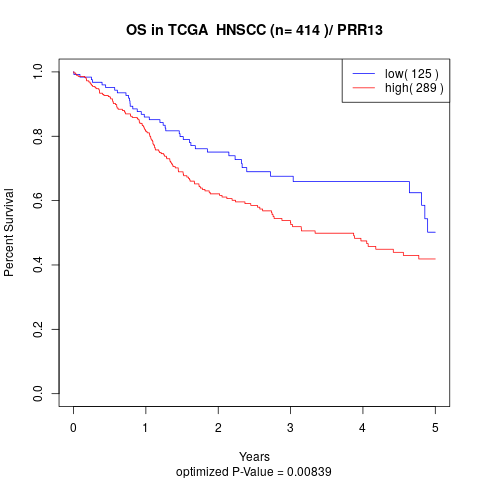 OS in TCGA HNSCC (n= 414 )/ PRR13
low( 125 )
high( 289 )
Percent Survival
1.0
0.8
0.6
0.4
0.2
0.0
0 1 2 3 4 5
Years
optimized P-Value = 0.00839